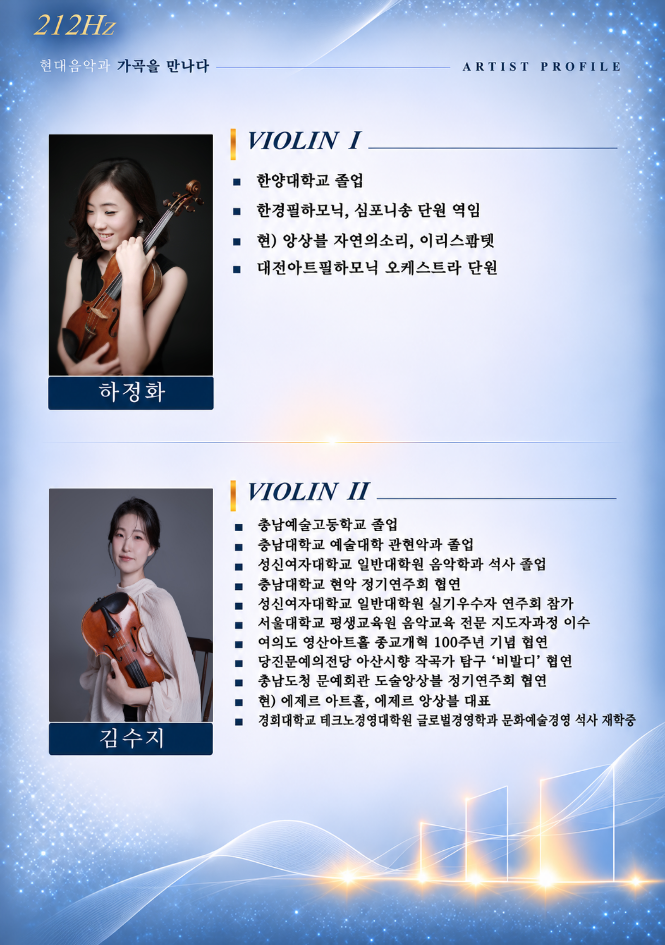 212Hz
현대음악과 가곡을 만나다
ARTIST PROFILE
VIOLIN I
한양대학교 졸업
한경필하모닉, 심포니송 단원 역임
현) 앙상블 자연의소리, 이리스쾀텟
대전아트필하모닉 오케스트라 단원
하정화
VIOLIN II
충남예술고등학교 졸업
충남대학교 예술대학 관현악과 졸업
성신여자대학교 일반대학원 음악학과 석사 졸업
충남대학교 현악 정기연주회 협연
성신여자대학교 일반대학원 실기우수자 연주회 참가
서울대학교 평생교육원 음악교육 전문 지도자과정 이수
여의도 영산아트홀 종교개혁 100주년 기념 협연
당진문예의전당 아산시향 작곡가 탐구 ‘비발디’ 협연
충남도청 문예회관 도술앙상블 정기연주회 협연
현) 에제르 아트홀, 에제르 앙상블 대표
경희대학교 테크노경영대학원 글로벌경영학과 문화예술경영 석사 재학중
김수지